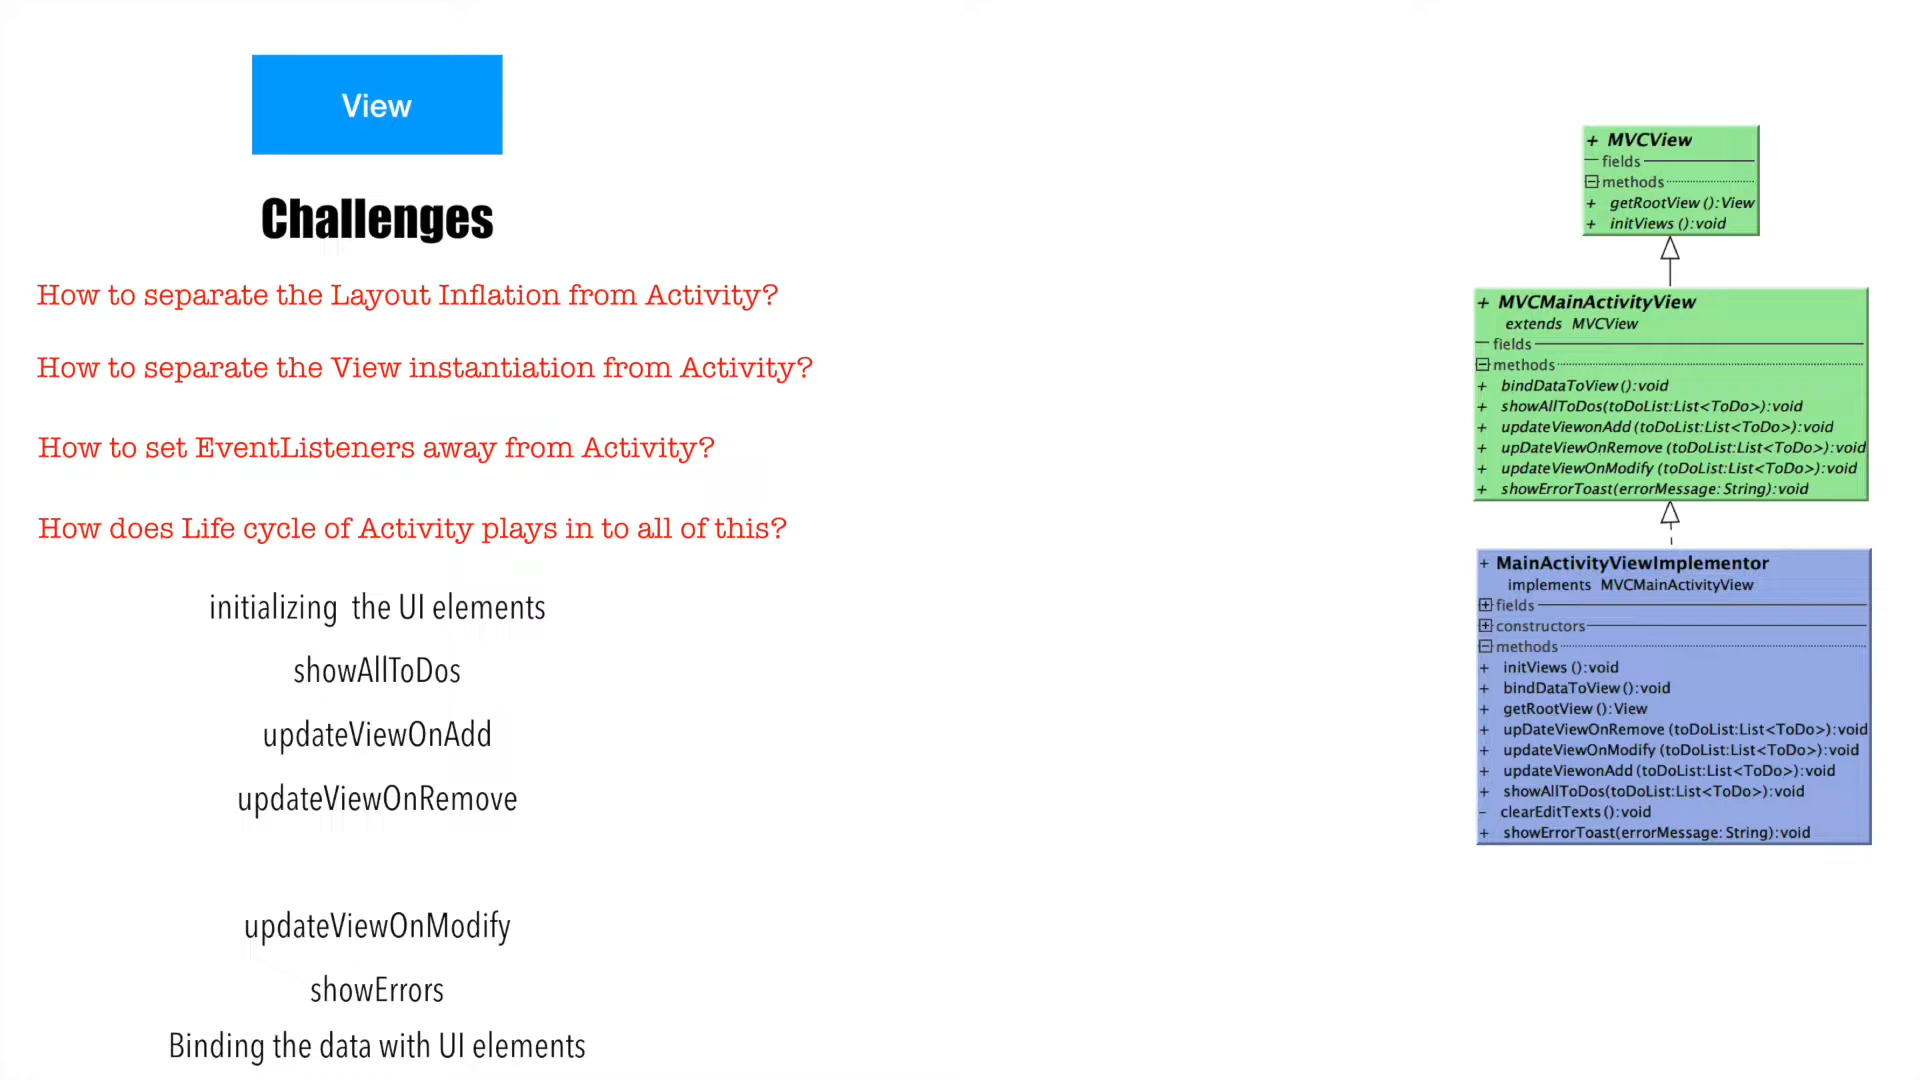 View
Challenges
How to separate the Layout Inflation from Activity?
How to separate the View instantiation from Activity?
How to set EventListeners away from Activity?
How does Life cycle of Activity plays in to all of this?
initializing the UI elements
showAllToDos
updateViewOnAdd
updateViewOnRemove
updateViewOnModify
showErrors
Binding the data with UI elements
+ MVCView
fields
methods
+ getRootView():View
+ initViews():void
+ MVCMainActivityView
extends MVCView
fields
methods
+ bindDataToView():void
+ showAllToDos(toDoList:List<ToDo>):void
+ updateViewonAdd(toDoList:List<ToDo>):void
+ upDateViewOnRemove(toDoList:List<ToDo>):void
+ updateViewOnModify(toDoList:List<ToDo>):void
+ showErrorToast(errorMessage:String):void
+ MainActivityViewImplementor
implements MVCMainActivityView
fields
constructors
methods
+ initViews():void
+ bindDataToView():void
+ getRootView():View
+ upDateViewOnRemove(toDoList:List<ToDo>):void
+ updateViewOnModify(toDoList:List<ToDo>):void
+ updateViewonAdd(toDoList:List<ToDo>):void
+ showAllToDos(toDoList:List<ToDo>):void
- clearEditTexts():void
+ showErrorToast(errorMessage:String):void